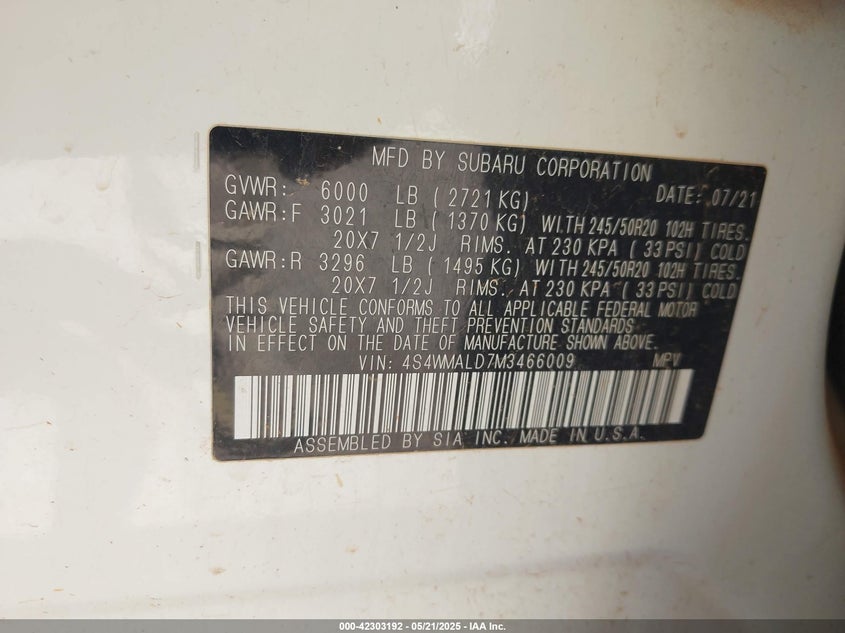 MFD BY SUBARU CORPORATION
GVWR: 6000 LB ( 2721 KG) DATE: 07/21
GAWR:F 3021 LB ( 1370 KG) WITH 245/50R20 102H TIRES.
20X7 1/2J RIMS. AT 230 KPA ( 33 PSI) COLD
GAWR:R 3296 LB ( 1495 KG) WITH 245/50R20 102H TIRES.
20X7 1/2J RIMS. AT 230 KPA ( 33 PSI) COLD
THIS VEHICLE CONFORMS TO ALL APPLICABLE FEDERAL MOTOR
VEHICLE SAFETY AND THEFT PREVENTION STANDARDS
IN EFFECT ON THE DATE OF MANUFACTURE SHOWN ABOVE.
VIN: 4S4WMALD7M3466009 MPV
ASSEMBLED BY SIA INC. MADE IN U.S.A.
000-42303192 - 05/21/2025 - IAA Inc.